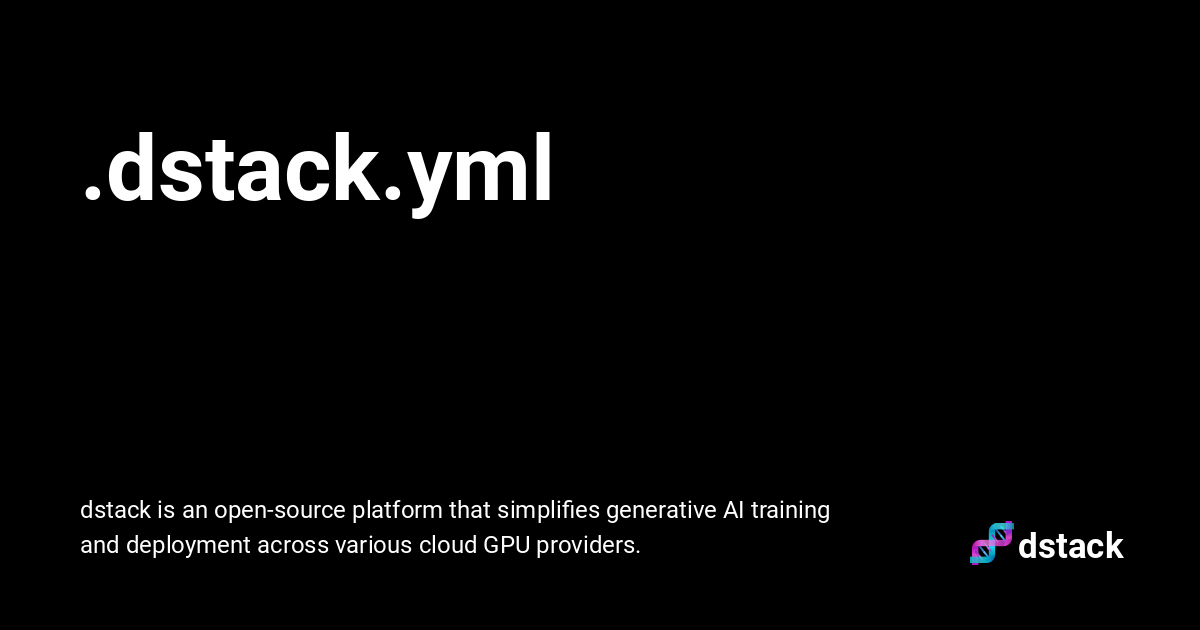 .dstack.yml
dstack is an open-source platform that simplifies generative AI training
and deployment across various cloud GPU providers.
dstack